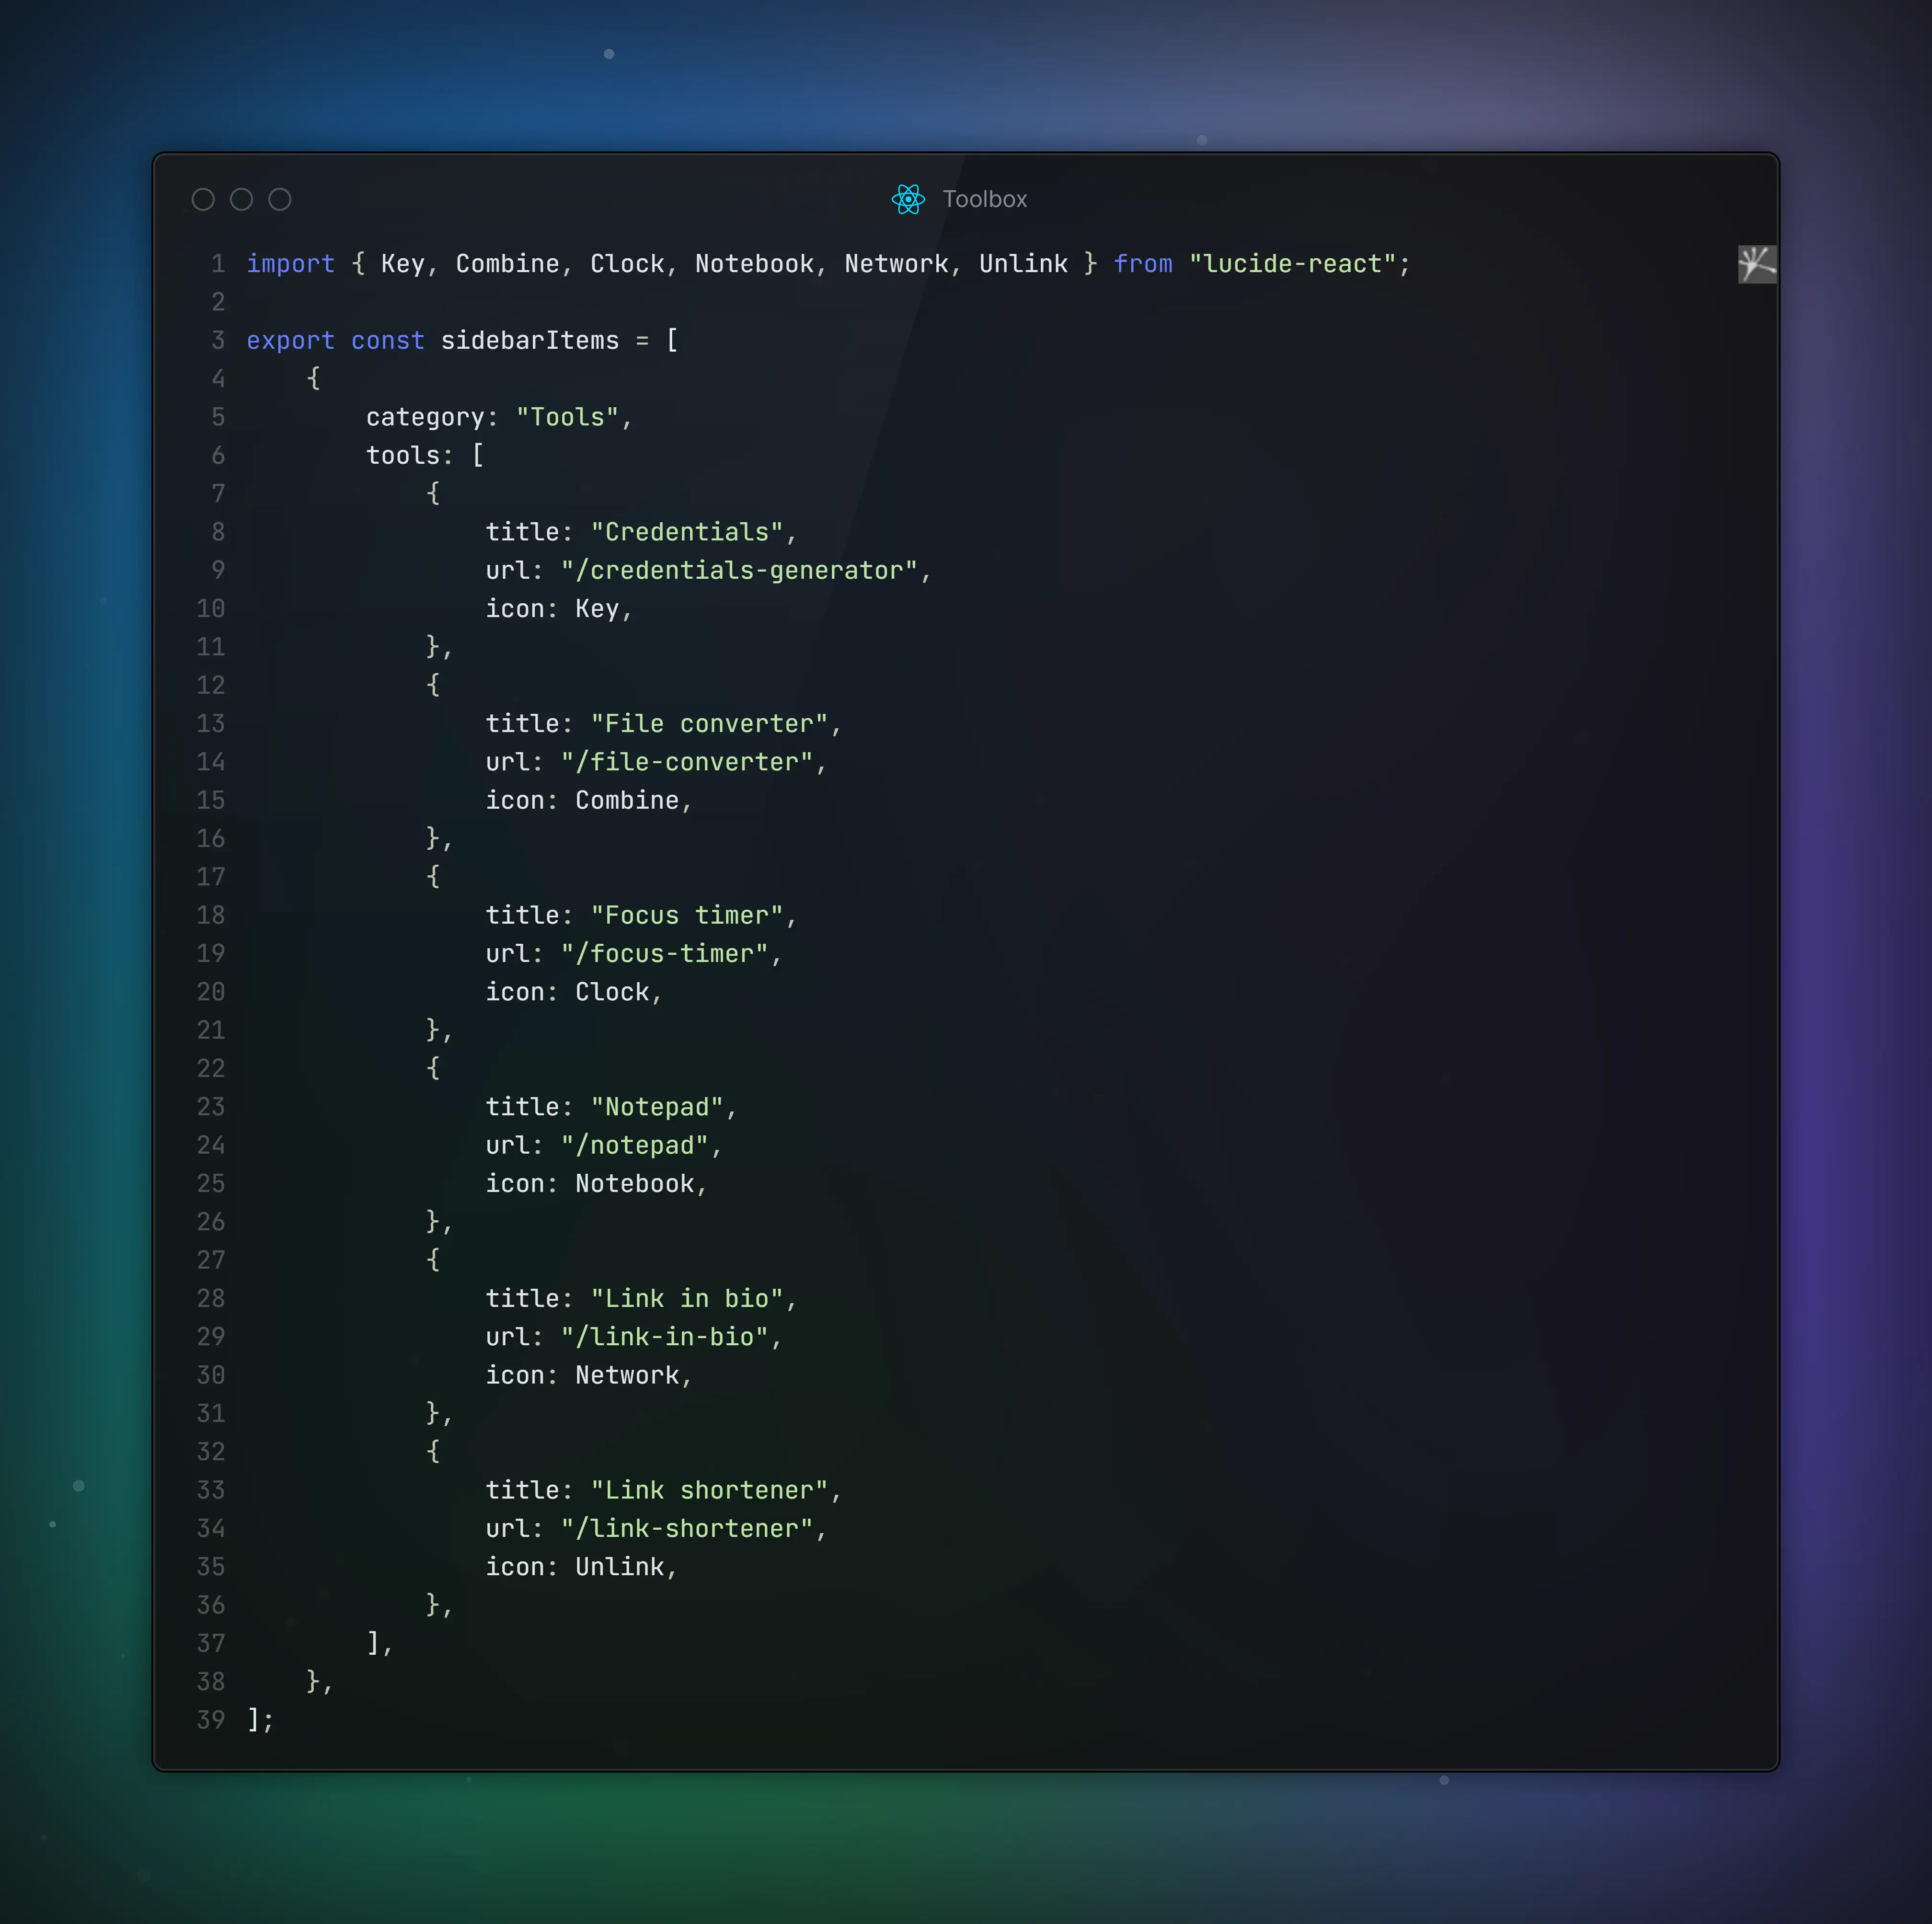 Toolbox
1 import { Key, Combine, Clock, Notebook, Network, Unlink } from "lucide-react";
2
3 export const sidebarItems = [
4     {
5         category: "Tools",
6         tools: [
7             {
8                 title: "Credentials",
9                 url: "/credentials-generator",
10                 icon: Key,
11             },
12             {
13                 title: "File converter",
14                 url: "/file-converter",
15                 icon: Combine,
16             },
17             {
18                 title: "Focus timer",
19                 url: "/focus-timer",
20                 icon: Clock,
21             },
22             {
23                 title: "Notepad",
24                 url: "/notepad",
25                 icon: Notebook,
26             },
27             {
28                 title: "Link in bio",
29                 url: "/link-in-bio",
30                 icon: Network,
31             },
32             {
33                 title: "Link shortener",
34                 url: "/link-shortener",
35                 icon: Unlink,
36             },
37         ],
38     },
39 ];